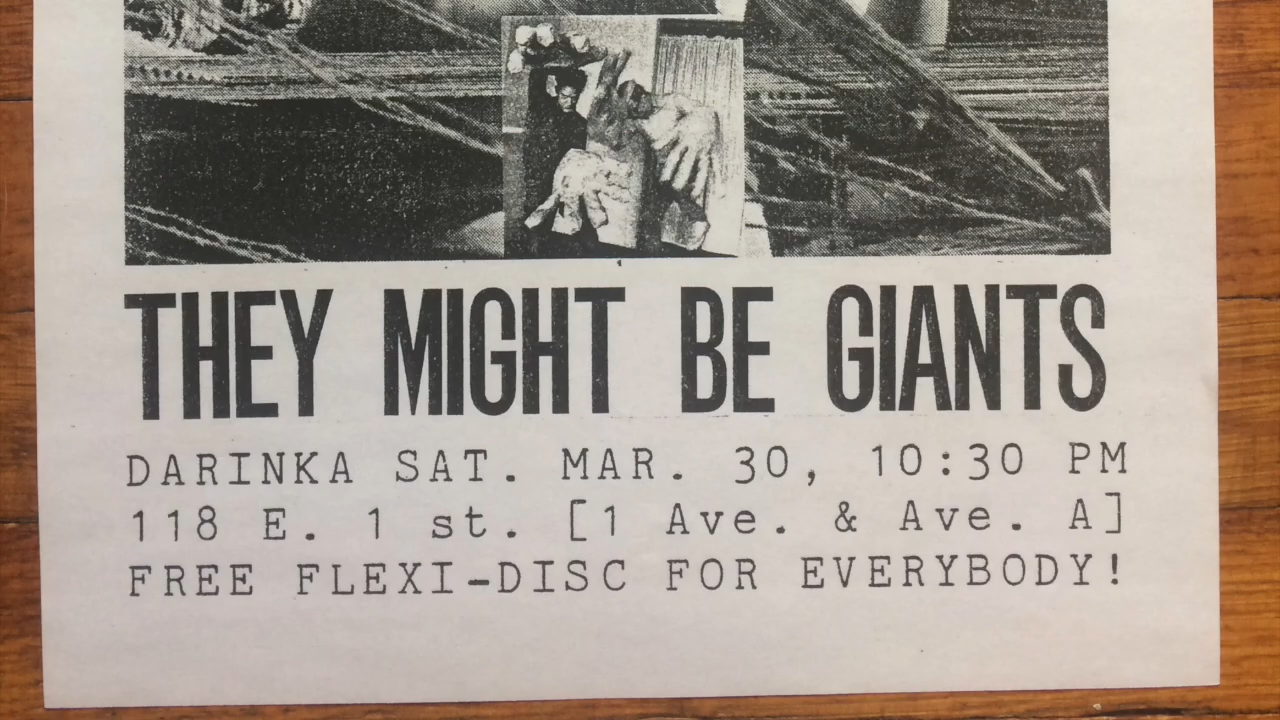 THEY MIGHT BE GIANTS
DARINKA SAT. MAR. 30, 10:30 PM
118 E. 1 st. [1 Ave. & Ave. A]
FREE FLEXI-DISC FOR EVERYBODY!